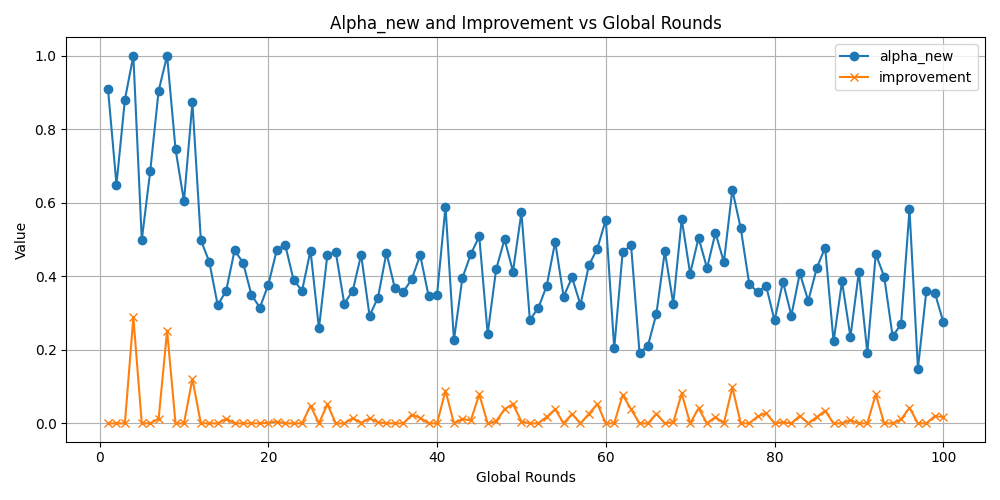 Alpha_new and Improvement vs Global Rounds
alpha_new
improvement
Value
1.0
0.8
0.6
0.4
0.2
0.0
0
20
40
60
80
100
Global Rounds